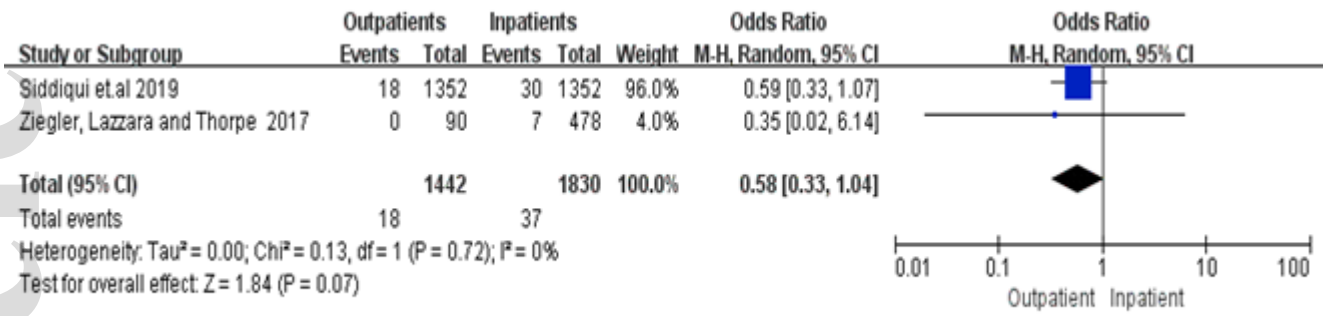 Outpatients Inpatients Odds Ratio Odds Ratio
Study or Subgroup Events Total Events Total Weight M-H, Random, 95% CI M-H, Random, 95% CI
Siddiqui et.al 2019 18 1352 30 1352 96.0% 0.59 [0.33, 1.07]
Ziegler, Lazzara and Thorpe 2017 0 90 7 478 4.0% 0.35 [0.02, 6.14]
Total (95% CI) 1442 1830 100.0% 0.58 [0.33, 1.04]
Total events 18 37
Heterogeneity: Tau² = 0.00; Chi² = 0.13, df = 1 (P = 0.72); I² = 0%
Test for overall effect: Z = 1.84 (P = 0.07)
0.01 0.1 1 10 100
Outpatient Inpatient